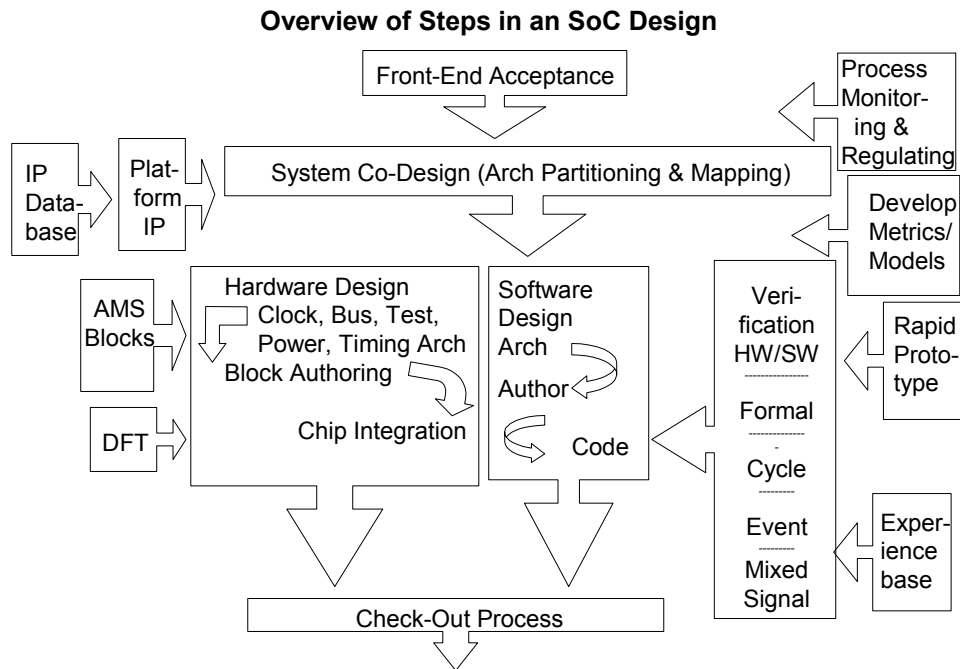 Overview of Steps in an SoC Design
Front-End Acceptance
Process
Monitor-
ing &
Regulating
System Co-Design (Arch Partitioning & Mapping)
IP
Data-
base
Plat-
form
IP
Develop
Metrics/
Models
Hardware Design
Clock, Bus, Test,
Power, Timing Arch
Block Authoring
Chip Integration
Software
Design
Arch
Author
Code
AMS
Blocks
DFT
Veri-
fication
HW/SW
Formal
Cycle
Event
Mixed
Signal
Rapid
Proto-
type
Exper-
ience
base
Check-Out Process